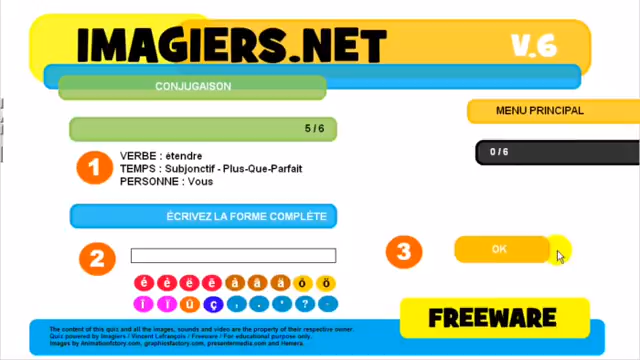 IMAGIERS.NET
V.6
CONJUGAISON
MENU PRINCIPAL
5 / 6
0 / 6
1
VERBE : étendre
TEMPS : Subjonctif - Plus-Que-Parfait
PERSONNE : Vous
ÉCRIVEZ LA FORME COMPLÈTE
2
3
OK
FREEWARE
The content of this quiz and all the images, sounds and video are the property of their respective owner.
Quiz powered by Imagiers / Vincent Lefrançois / Freeware / For educational purpose only.
Images by Animationfactory.com, graphicsfactory.com, presentermedia.com and Hemera.